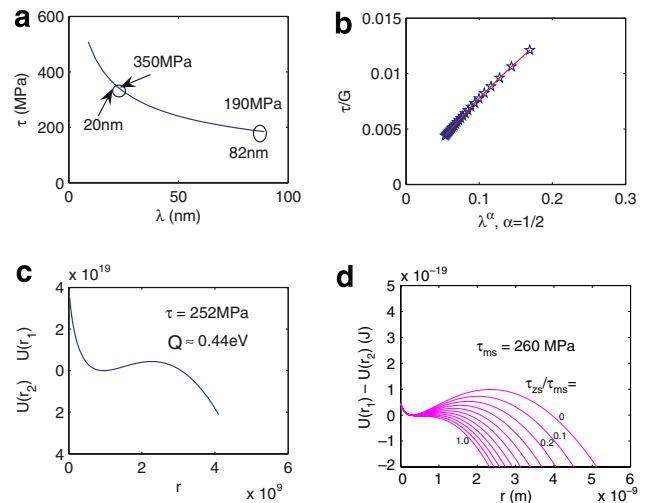 a
600
400
200
0
τ (MPa)
350MPa
20nm
190MPa
82nm
0
50
100
λ (nm)
b
0.015
0.01
0.005
0
τ/G
0
0.1
0.2
0.3
λ^α, α=1/2
c
x 10^19
4
2
0
2
4
U(r₂) U(r₁)
τ = 252MPa
Q ≈ 0.44eV
0
2
4
6
r
x 10^9
d
x 10^−19
5
4
3
2
1
0
−1
−2
U(r₁) − U(r₂) (J)
τ_ms = 260 MPa
τ_zs/τ_ms=
0
0.1
0.2
1.0
0
1
2
3
4
5
6
r (m)
x 10^−9